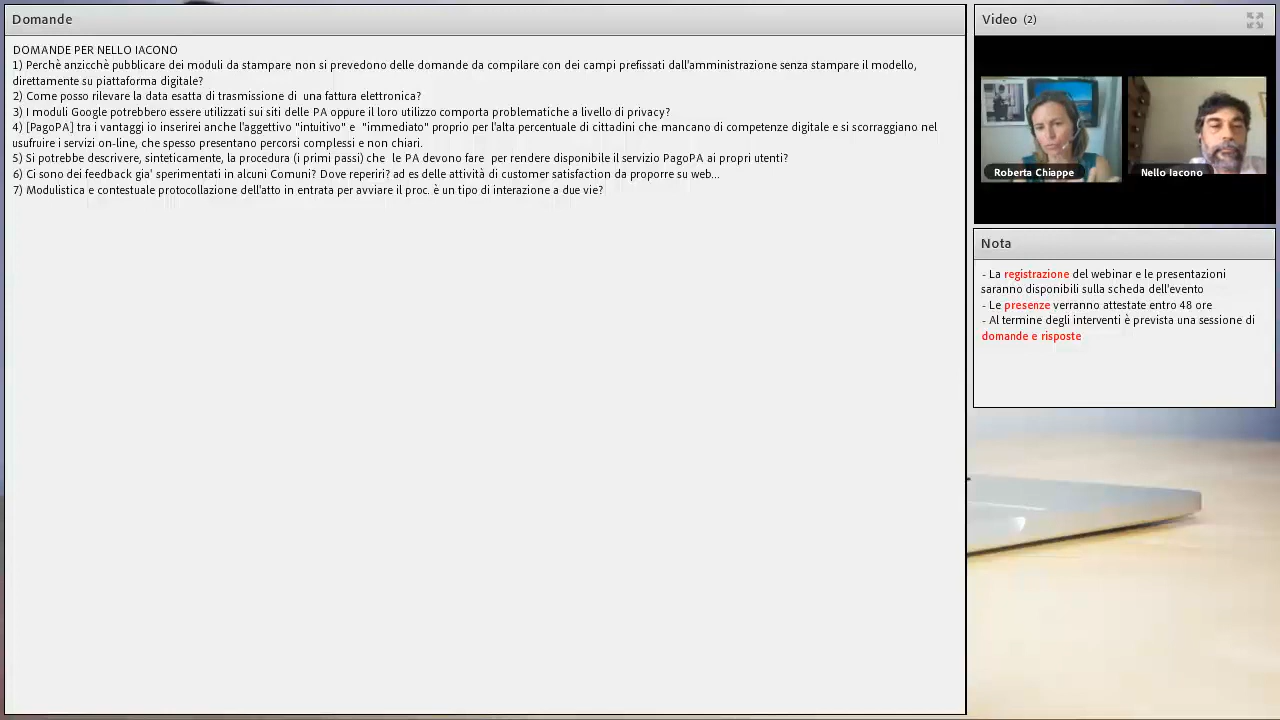 Domande
DOMANDE PER NELLO IACONO
1) Perchè anzicchè pubblicare dei moduli da stampare non si prevedono delle domande da compilare con dei campi prefissati dall'amministrazione senza stampare il modello,
direttamente su piattaforma digitale?
2) Come posso rilevare la data esatta di trasmissione di una fattura elettronica?
3) I moduli Google potrebbero essere utilizzati sui siti delle PA oppure il loro utilizzo comporta problematiche a livello di privacy?
4) [PagoPA] tra i vantaggi io inserirei anche l'aggettivo "intuitivo" e "immediato" proprio per l'alta percentuale di cittadini che mancano di competenze digitale e si scorraggiano nel
usufruire i servizi on-line, che spesso presentano percorsi complessi e non chiari.
5) Si potrebbe descrivere, sinteticamente, la procedura (i primi passi) che le PA devono fare per rendere disponibile il servizio PagoPA ai propri utenti?
6) Ci sono dei feedback gia' sperimentati in alcuni Comuni? Dove reperiri? ad es delle attività di customer satisfaction da proporre su web...
7) Modulistica e contestuale protocollazione dell'atto in entrata per avviare il proc. è un tipo di interazione a due vie?
Video (2)
Roberta Chiappe
Nello Iacono
Nota
- La registrazione del webinar e le presentazioni
saranno disponibili sulla scheda dell'evento
- Le presenze verranno attestate entro 48 ore
- Al termine degli interventi è prevista una sessione di
domande e risposte